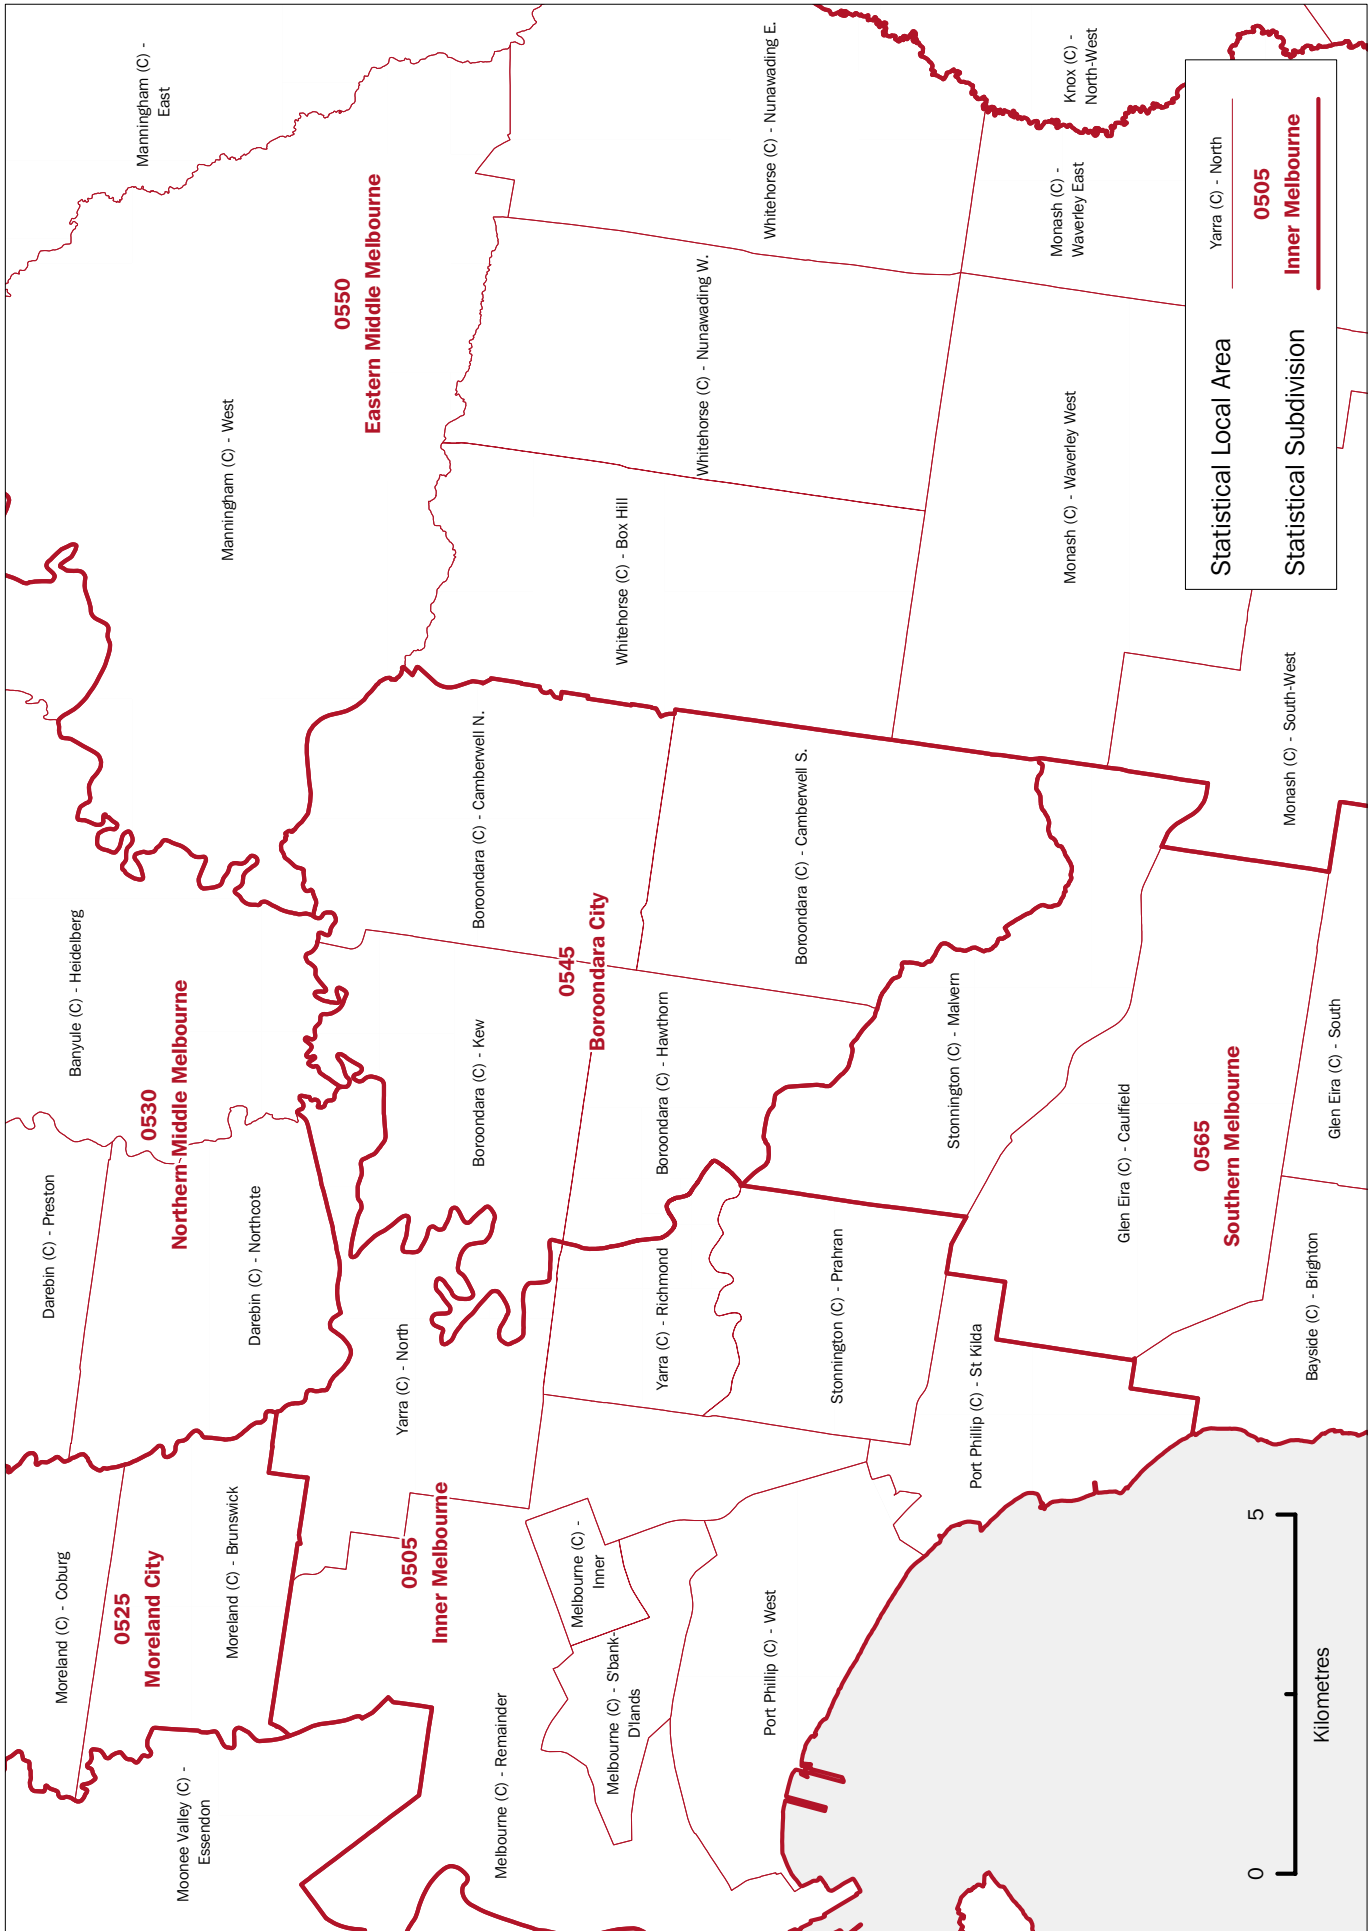 Moonee Valley (C) -
Essendon
Moreland (C) - Coburg
0525
Moreland City
Moreland (C) - Brunswick
Darebin (C) - Preston
0530
Northern Middle Melbourne
Darebin (C) - Northcote
Banyule (C) - Heidelberg
Manningham (C) - West
Manningham (C) -
East
0550
Eastern Middle Melbourne
0505
Inner Melbourne
Yarra (C) - North
Boroondara (C) - Kew
Boroondara (C) - Camberwell N.
0545
Boroondara City
Whitehorse (C) - Box Hill
Whitehorse (C) - Nunawading W.
Whitehorse (C) - Nunawading E.
Melbourne (C) - Remainder
Melbourne (C) -
Inner
Melbourne (C) - S'bank-
D'lands
Yarra (C) - Richmond
Boroondara (C) - Hawthorn
Boroondara (C) - Camberwell S.
Port Phillip (C) - West
Stonnington (C) - Prahran
Stonnington (C) - Malvern
Port Phillip (C) - St Kilda
Glen Eira (C) - Caulfield
Monash (C) - Waverley West
Monash (C) -
Waverley East
Knox (C) -
North-West
0565
Southern Melbourne
Bayside (C) - Brighton
Glen Eira (C) - South
Monash (C) - South-West
0
5
Kilometres
Statistical Local Area
Yarra (C) - North
Statistical Subdivision
0505
Inner Melbourne